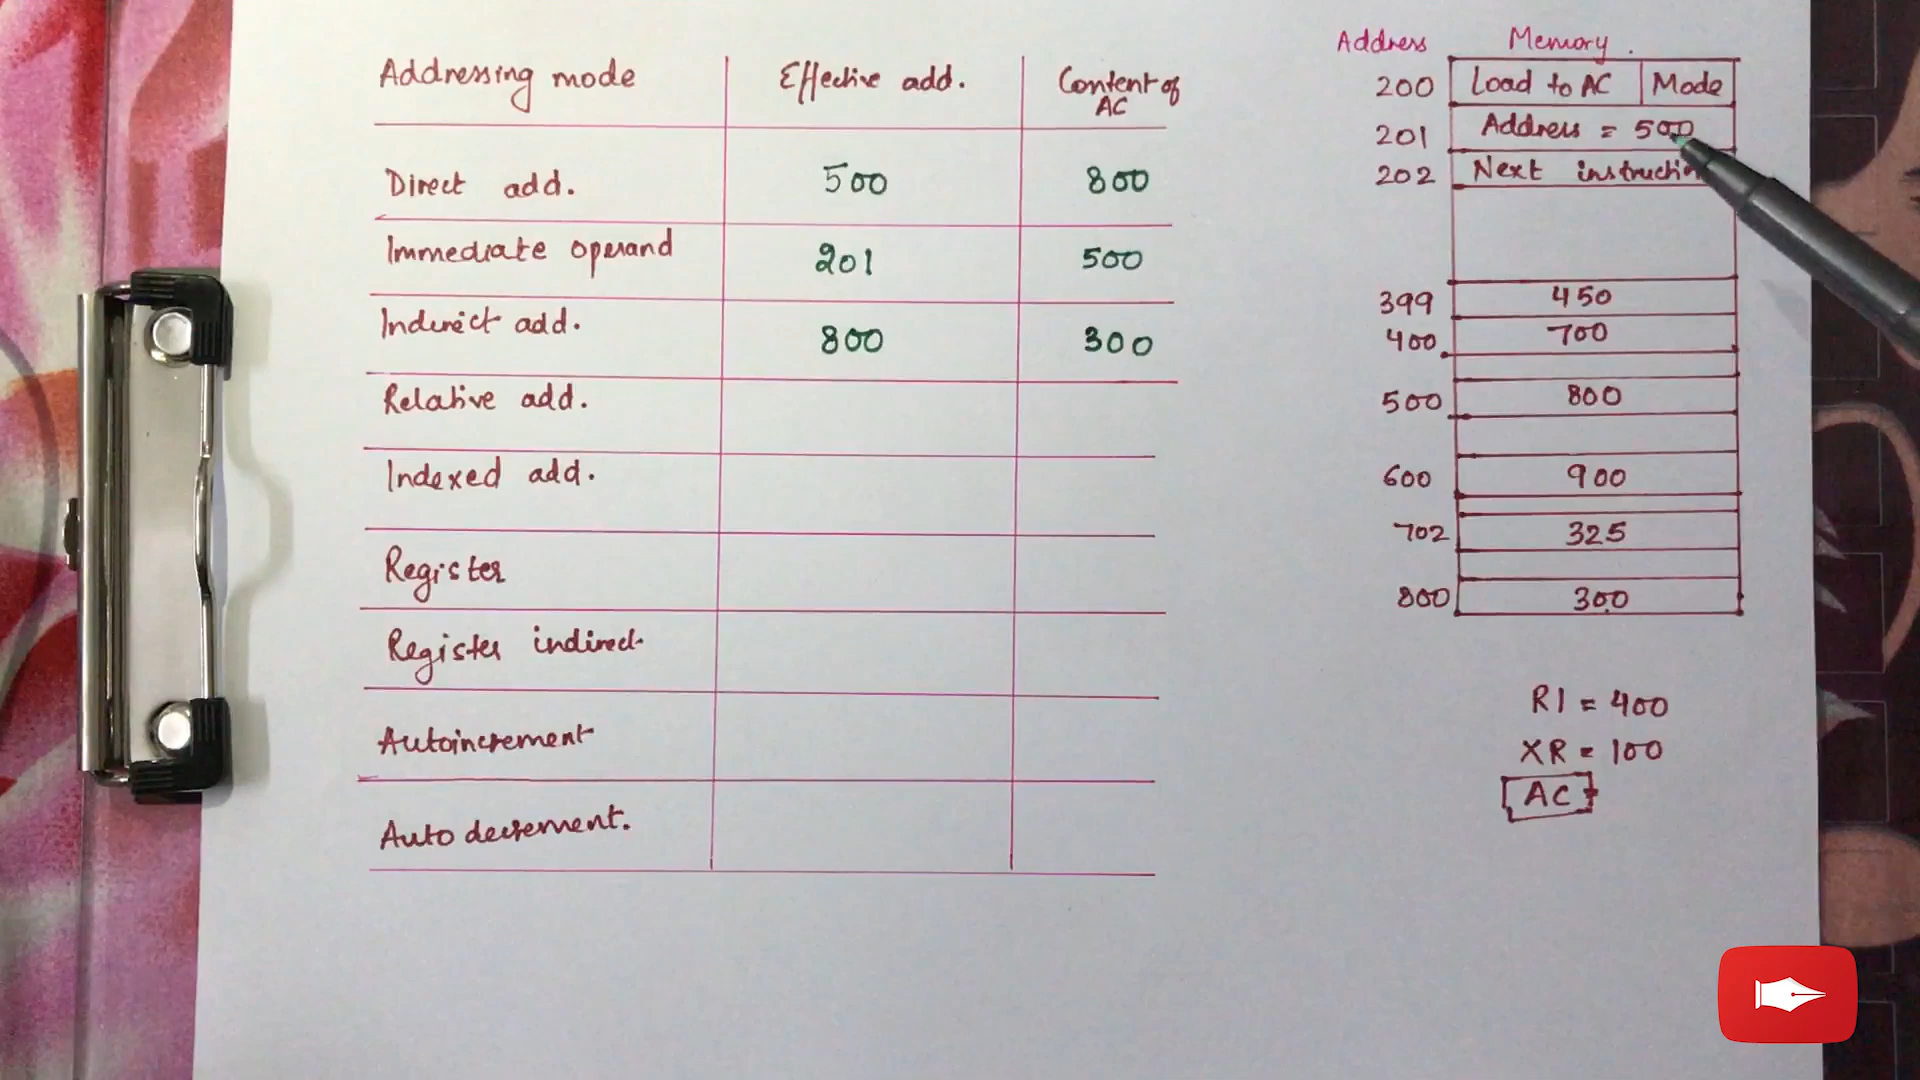 Addressing mode Effective add. Content of AC
Direct add. 500 800
Immediate operand 201 500
Indirect add. 800 300
Relative add.
Indexed add.
Register
Register indirect
Autoincrement
Auto decrement.
Address Memory.
200 Load to AC Mode
201 Address = 500
202 Next instruction
399 450
400 700
500 800
600 900
702 325
800 300
R1 = 400
XR = 100
AC